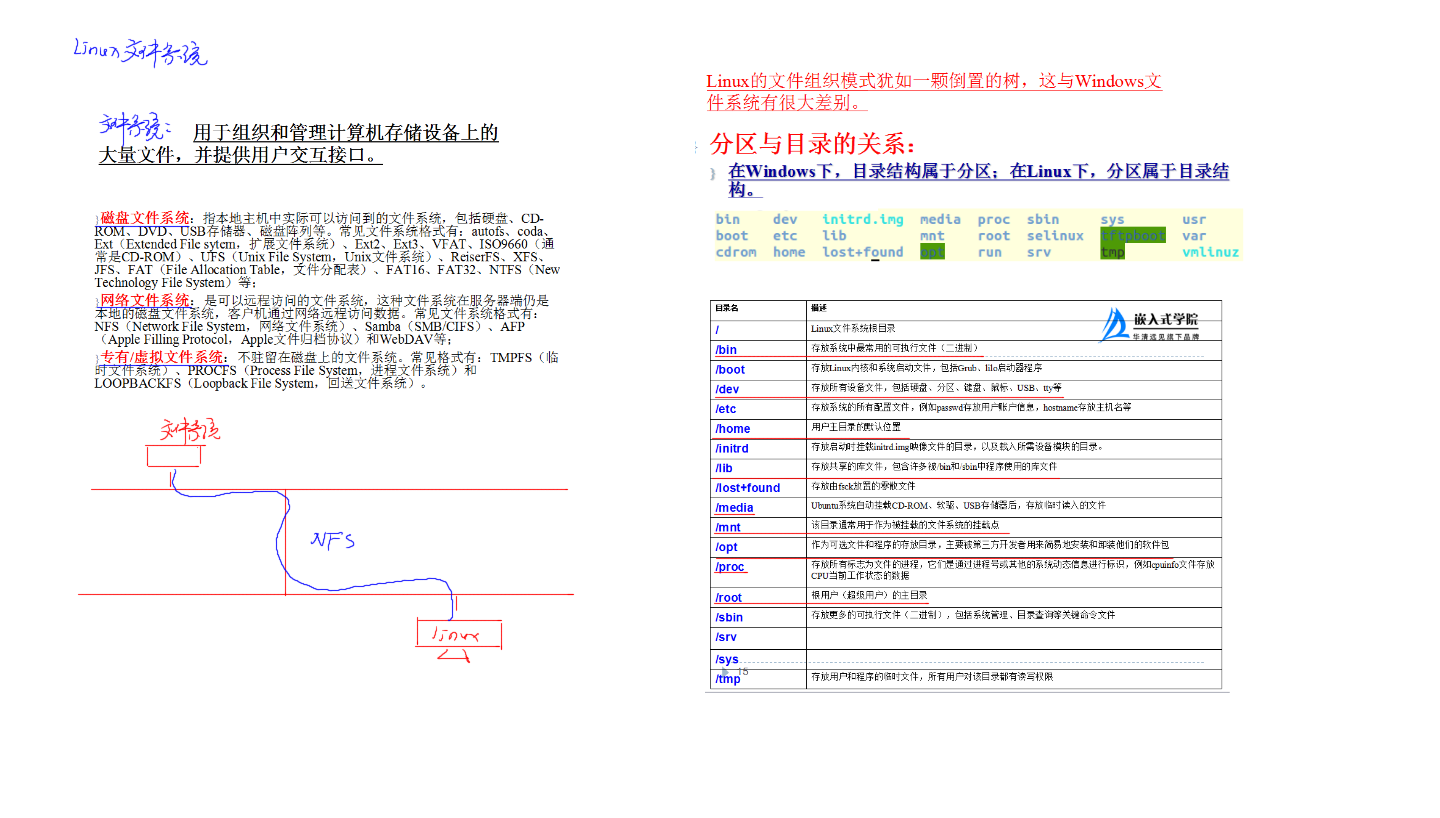 Linux文件系统
文件系统：用于组织和管理计算机存储设备上的
大量文件，并提供用户交互接口。
}磁盘文件系统：指本地主机中实际可以访问到的文件系统，包括硬盘、CD-
ROM、DVD、USB存储器、磁盘阵列等。常见文件系统格式有：autofs、coda、
Ext（Extended File sytem，扩展文件系统）、Ext2、Ext3、VFAT、ISO9660（通
常是CD-ROM）、UFS（Unix File System，Unix文件系统）、ReiserFS、XFS、
JFS、FAT（File Allocation Table，文件分配表）、FAT16、FAT32、NTFS（New
Technology File System）等；
}网络文件系统：是可以远程访问的文件系统，这种文件系统在服务器端仍是
本地的磁盘文件系统，客户机通过网络远程访问数据。常见文件系统格式有：
NFS（Network File System，网络文件系统）、Samba（SMB/CIFS）、AFP
（Apple Filling Protocol，Apple文件归档协议）和WebDAV等；
}专有/虚拟文件系统：不驻留在磁盘上的文件系统。常见格式有：TMPFS（临
时文件系统）、PROCFS（Process File System，进程文件系统）和
LOOPBACKFS（Loopback File System，回送文件系统）。
文件系统
NFS
linux
Linux的文件组织模式犹如一颗倒置的树，这与Windows文
件系统有很大差别。
} 分区与目录的关系：
} 在Windows下，目录结构属于分区；在Linux下，分区属于目录结
构。
bin dev initrd.img media proc sbin sys usr
boot etc lib mnt root selinux tftpboot var
cdrom home lost+found opt run srv tmp vmlinuz
嵌入式学院
华清远见旗下品牌
目录名 描述
/ Linux文件系统根目录
/bin 存放系统中最常用的可执行文件（二进制）
/boot 存放Linux内核和系统启动文件，包括Grub、lilo启动器程序
/dev 存放所有设备文件，包括硬盘、分区、键盘、鼠标、USB、tty等
/etc 存放系统的所有配置文件，例如passwd存放用户账户信息，hostname存放主机名等
/home 用户主目录的默认位置
/initrd 存放启动时挂载initrd.img映像文件的目录，以及载入所需设备模块的目录。
/lib 存放共享的库文件，包含许多被/bin和/sbin中程序使用的库文件
/lost+found 存放由fsck放置的零散文件
/media Ubuntu系统自动挂载CD-ROM、软驱、USB存储器后，存放临时读入的文件
/mnt 该目录通常用于作为被挂载的文件系统的挂载点
/opt 作为可选文件和程序的存放目录，主要被第三方开发者用来简易地安装和卸装他们的软件包
/proc 存放所有标志为文件的进程，它们是通过进程号或其他的系统动态信息进行标识，例如cpuinfo文件存放
CPU当前工作状态的数据
/root 根用户（超级用户）的主目录
/sbin 存放更多的可执行文件（二进制），包括系统管理、目录查询等关键命令文件
/srv
/sys
18
/tmp 存放用户和程序的临时文件，所有用户对该目录都有读写权限